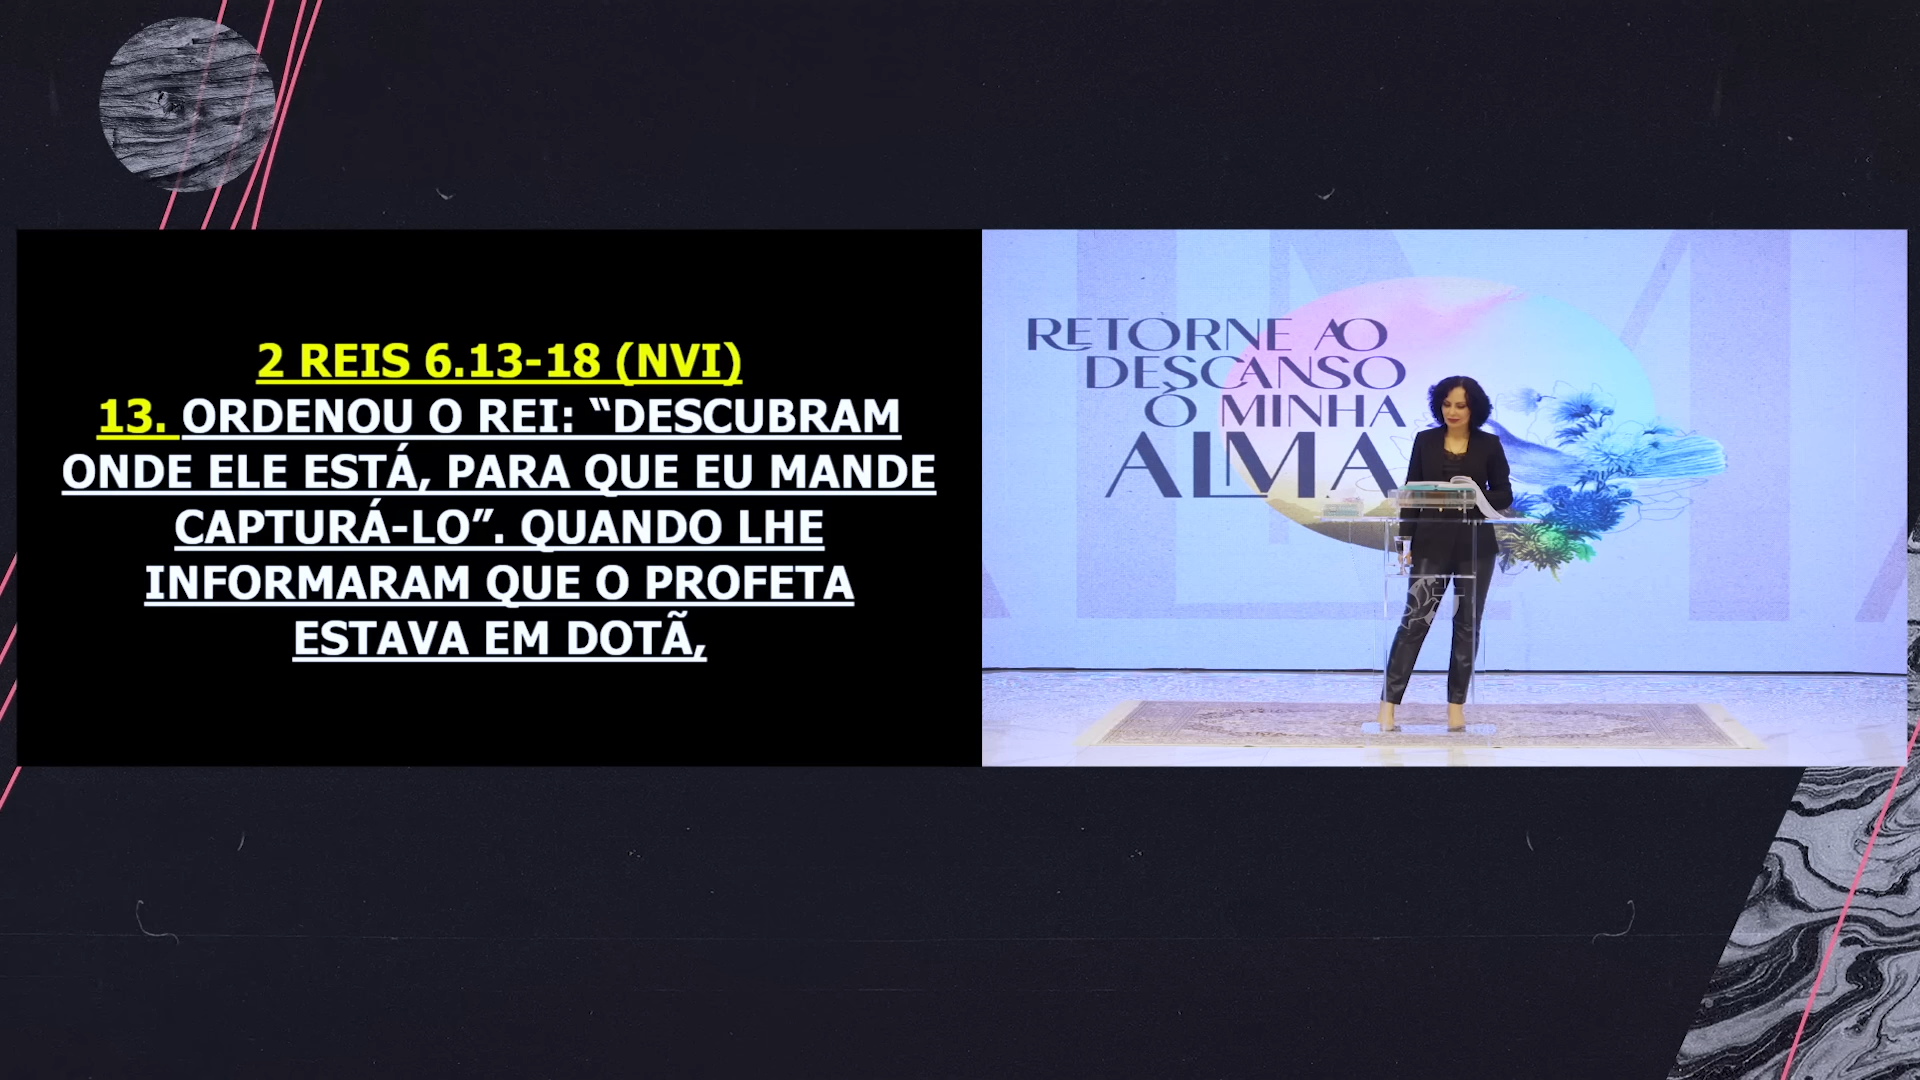 2 REIS 6.13-18 (NVI)
13. ORDENOU O REI: “DESCUBRAM
ONDE ELE ESTÁ, PARA QUE EU MANDE
CAPTURÁ-LO”. QUANDO LHE
INFORMARAM QUE O PROFETA
ESTAVA EM DOTÃ,
RETORNE AO
DESCANSO
Ó MINHA
ALMA